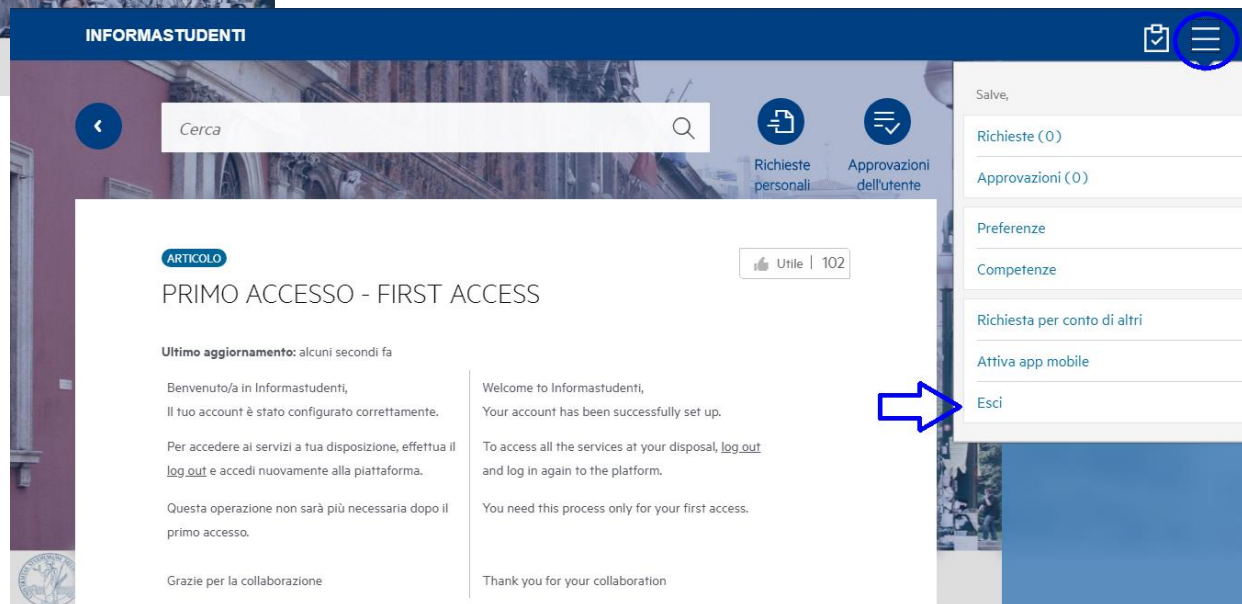 INFORMASTUDENTI
Cerca
Richieste
personali
Approvazioni
dell'utente
Salve,
Richieste (0)
Approvazioni (0)
Preferenze
Competenze
Richiesta per conto di altri
Attiva app mobile
Esci
ARTICOLO
Utile | 102
PRIMO ACCESSO - FIRST ACCESS
Ultimo aggiornamento: alcuni secondi fa
Benvenuto/a in Informastudenti,
Il tuo account è stato configurato correttamente.
Per accedere ai servizi a tua disposizione, effettua il
log out e accedi nuovamente alla piattaforma.
Questa operazione non sarà più necessaria dopo il
primo accesso.
Grazie per la collaborazione
Welcome to Informastudenti,
Your account has been successfully set up.
To access all the services at your disposal, log out
and log in again to the platform.
You need this process only for your first access.
Thank you for your collaboration